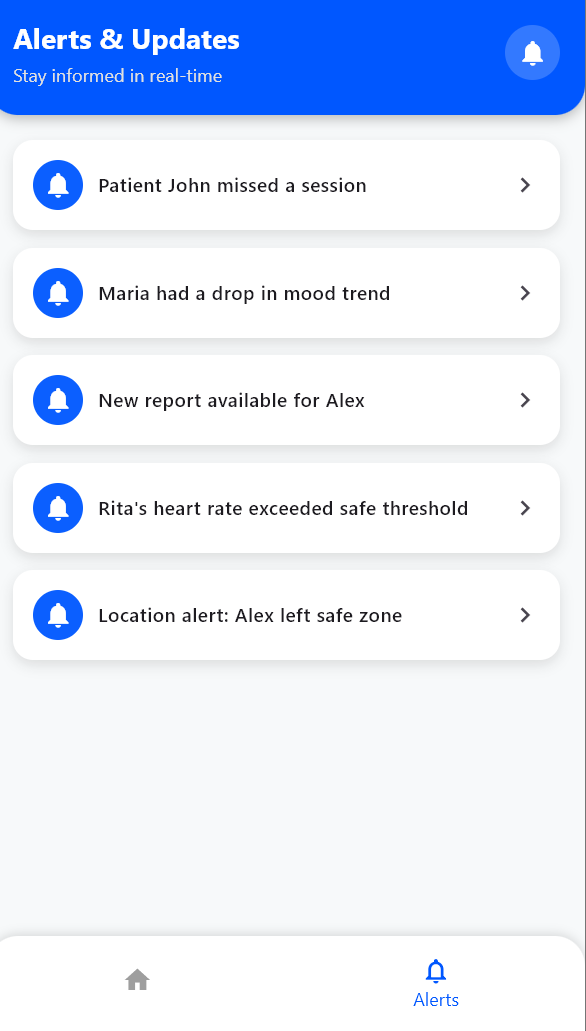 Alerts & Updates
Stay informed in real-time
Patient John missed a session
Maria had a drop in mood trend
New report available for Alex
Rita's heart rate exceeded safe threshold
Location alert: Alex left safe zone
Alerts